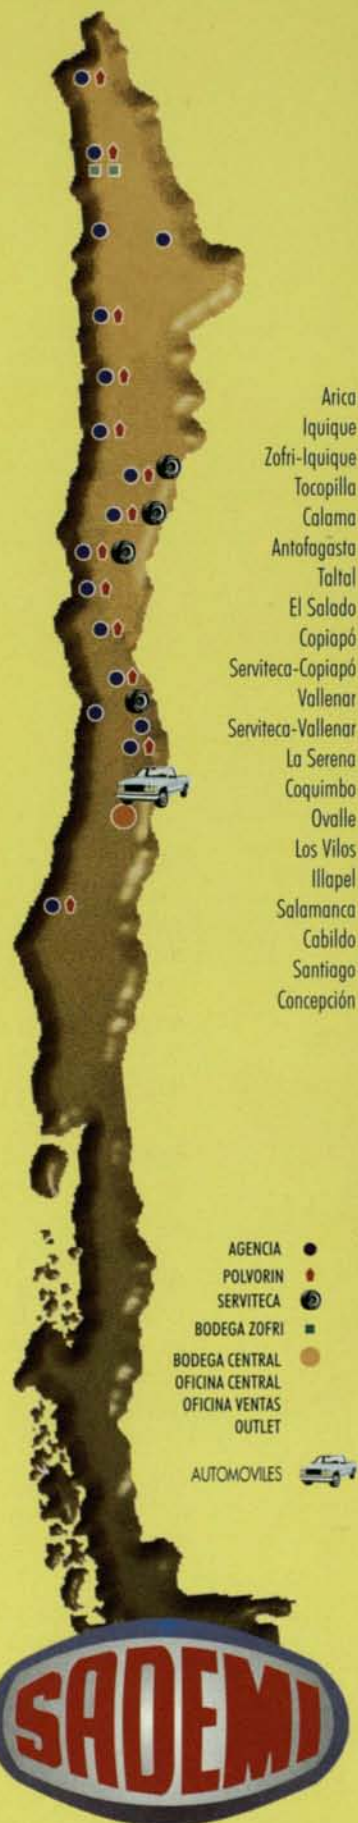 Arica
Iquique
Zofri-Iquique
Tocopilla
Calama
Antofagasta
Taltal
El Salado
Copiapó
Serviteca-Copiapó
Vallenar
Serviteca-Vallenar
La Serena
Coquimbo
Ovalle
Los Vilos
Illapel
Salamanca
Cabildo
Santiago
Concepción
AGENCIA
POLVORIN
SERVITECA
BODEGA ZOFRI
BODEGA CENTRAL
OFICINA CENTRAL
OFICINA VENTAS
OUTLET
AUTOMOVILES
SADEMI